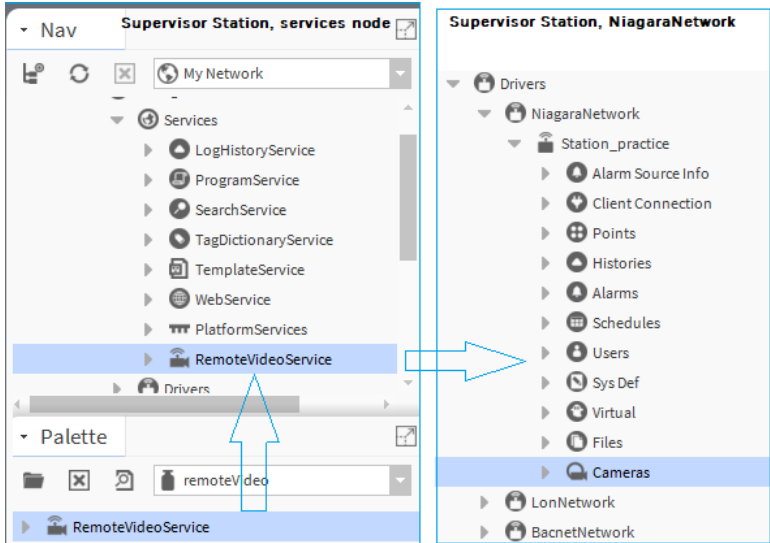 Supervisor Station, services node
Nav
My Network
Services
LogHistoryService
ProgramService
SearchService
TagDictionaryService
TemplateService
WebService
PlatformServices
RemoteVideoService
Drivers
Palette
remoteVideo
RemoteVideoService
Supervisor Station, NiagaraNetwork
Drivers
NiagaraNetwork
Station_practice
Alarm Source Info
Client Connection
Points
Histories
Alarms
Schedules
Users
Sys Def
Virtual
Files
Cameras
LonNetwork
BacnetNetwork